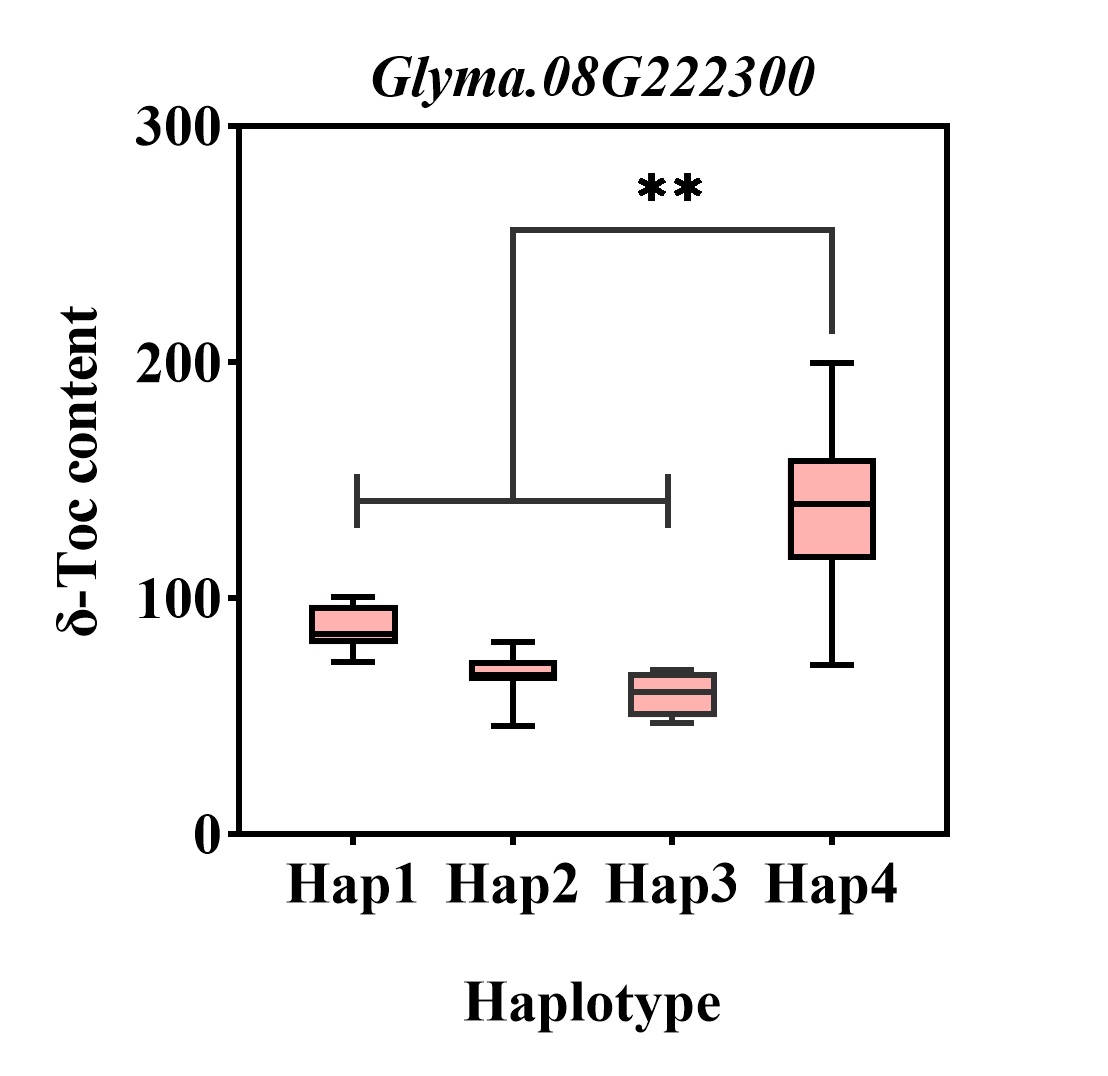 Glyma.08G222300
300
**
200
100
0
δ-Toc content
Hap1 Hap2 Hap3 Hap4
Haplotype